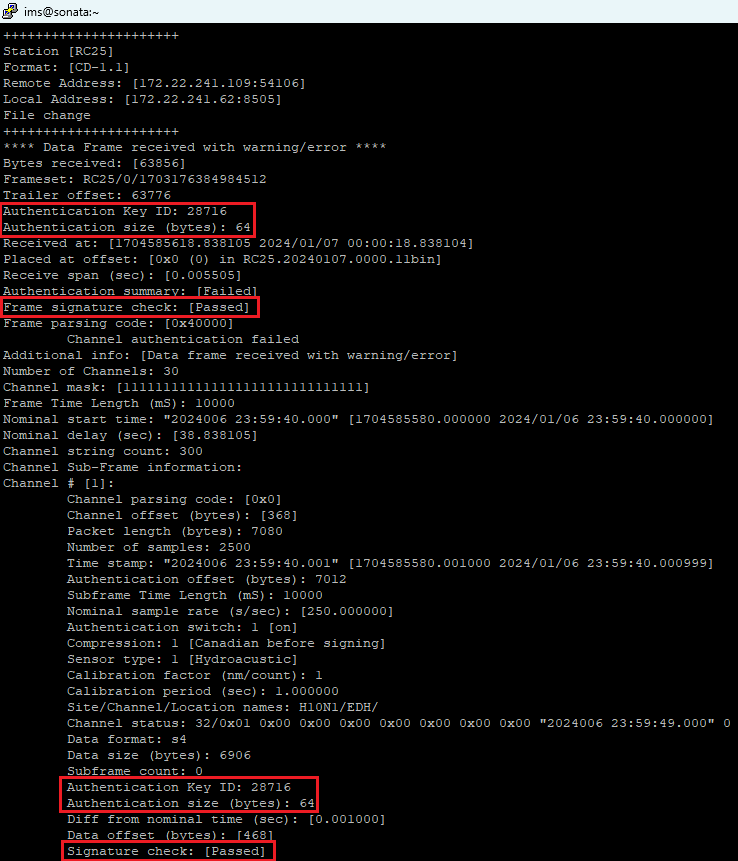 ims@sonata:~
++++++++++++++++++++++
Station [RC25]
Format: [CD-1.1]
Remote Address: [172.22.241.109:54106]
Local Address: [172.22.241.62:8505]
File change
++++++++++++++++++++++
**** Data Frame received with warning/error ****
Bytes received: [63856]
Frameset: RC25/0/1703176384984512
Trailer offset: 63776
Authentication Key ID: 28716
Authentication size (bytes): 64
Received at: [1704585618.838105 2024/01/07 00:00:18.838104]
Placed at offset: [0x0 (0) in RC25.20240107.0000.11bin]
Receive span (sec): [0.005505]
Authentication summary: [Failed]
Frame signature check: [Passed]
Frame parsing code: [0x40000]
Channel authentication failed
Additional info: [Data frame received with warning/error]
Number of Channels: 30
Channel mask: [111111111111111111111111111111]
Frame Time Length (mS): 10000
Nominal start time: "2024006 23:59:40.000" [1704585580.000000 2024/01/06 23:59:40.000000]
Nominal delay (sec): [38.838105]
Channel string count: 300
Channel Sub-Frame information:
Channel # [1]:
Channel parsing code: [0x0]
Channel offset (bytes): [368]
Packet length (bytes): 7080
Number of samples: 2500
Time stamp: "2024006 23:59:40.001" [1704585580.001000 2024/01/06 23:59:40.000999]
Authentication offset (bytes): 7012
Subframe Time Length (mS): 10000
Nominal sample rate (s/sec): [250.000000]
Authentication switch: 1 [on]
Compression: 1 [Canadian before signing]
Sensor type: 1 [Hydroacustic]
Calibration factor (nm/count): 1
Calibration period (sec): 1.000000
Site/Channel/Location names: H10N1/EDH/
Channel status: 32/0x01 0x00 0x00 0x00 0x00 0x00 0x00 0x00 "2024006 23:59:49.000" 0
Data format: s4
Data size (bytes): 6906
Subframe count: 0
Authentication Key ID: 28716
Authentication size (bytes): 64
Diff from nominal time (sec): [0.001000]
Data offset (bytes): [468]
Signature check: [Passed]